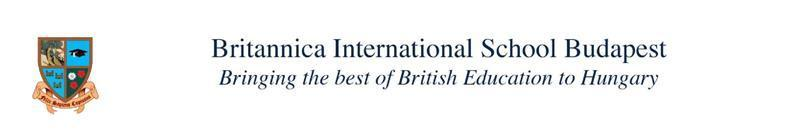 Britannica International School Budapest
Bringing the best of British Education to Hungary